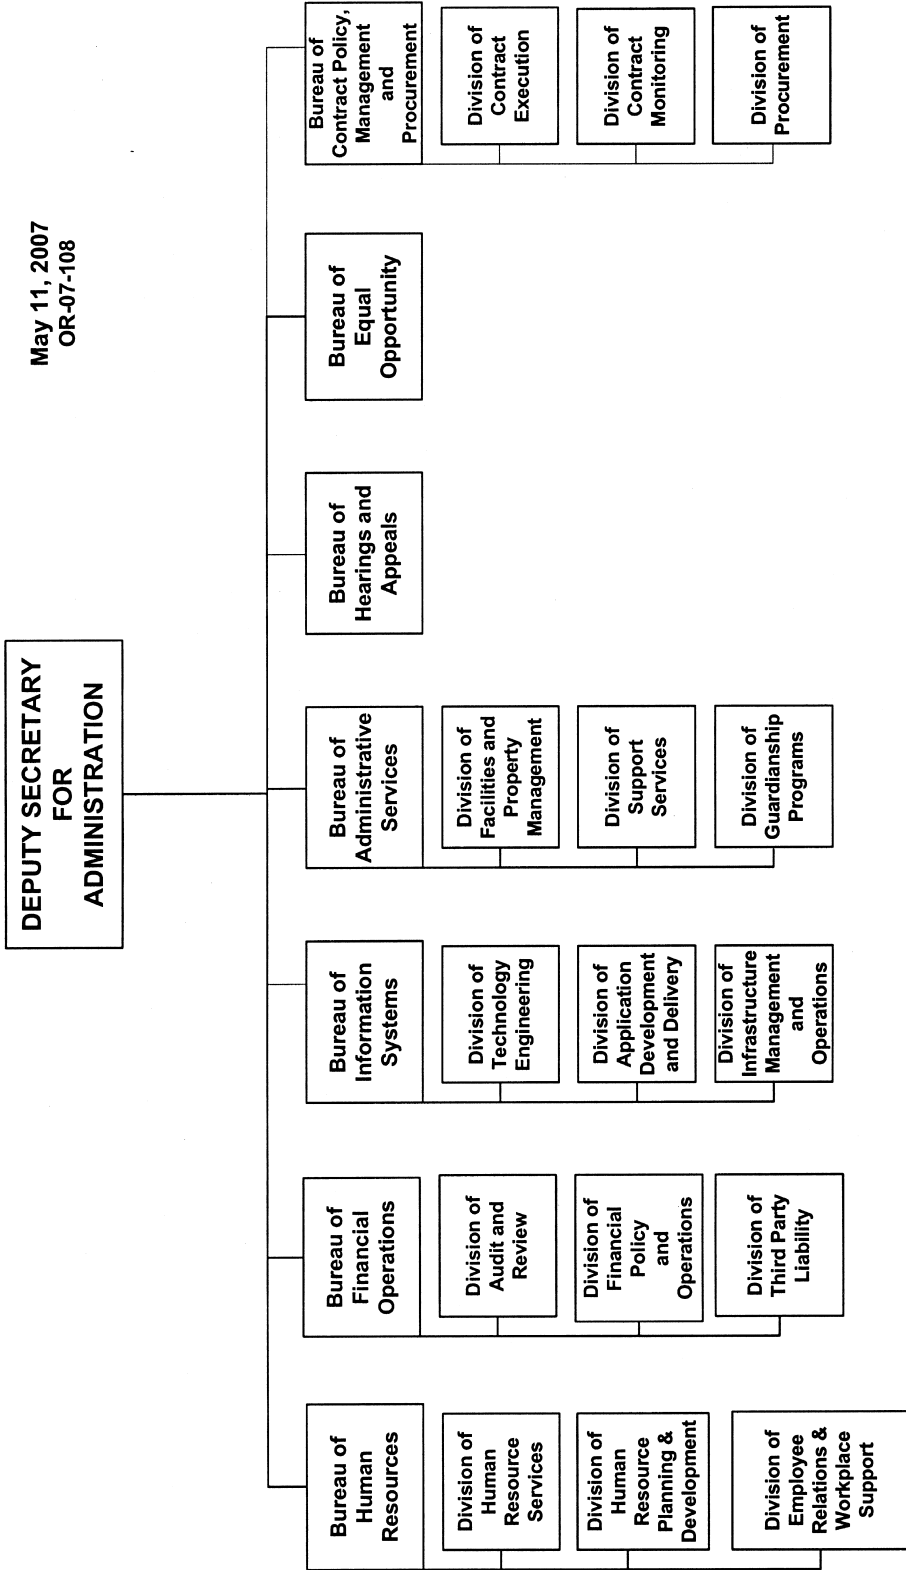 May 11, 2007
OR-07-108
DEPUTY SECRETARY
FOR
ADMINISTRATION
Bureau of
Human
Resources
Division of
Human
Resource
Services
Division of
Human
Resource
Planning &
Development
Division of
Employee
Relations &
Workplace
Support
Bureau of
Financial
Operations
Division of
Audit and
Review
Division of
Financial
Policy
and
Operations
Division of
Third Party
Liability
Bureau of
Information
Systems
Division of
Technology
Engineering
Division of
Application
Development
and Delivery
Division of
Infrastructure
Management
and
Operations
Bureau of
Administrative
Services
Division of
Facilities and
Property
Management
Division of
Support
Services
Division of
Guardianship
Programs
Bureau of
Hearings and
Appeals
Bureau of
Equal
Opportunity
Bureau of
Contract Policy,
Management
and
Procurement
Division of
Contract
Execution
Division of
Contract
Monitoring
Division of
Procurement